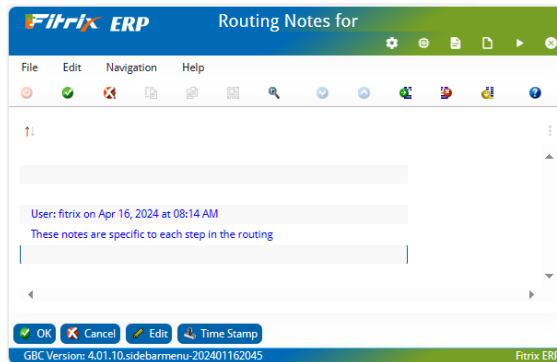 Fitrix ERP
Routing Notes for
File Edit Navigation Help
User: fitrix on Apr 16, 2024 at 08:14 AM
These notes are specific to each step in the routing
OK Cancel Edit Time Stamp
GBC Version: 4.01.10.sidebarmenu-202401162045 Fitrix ERP